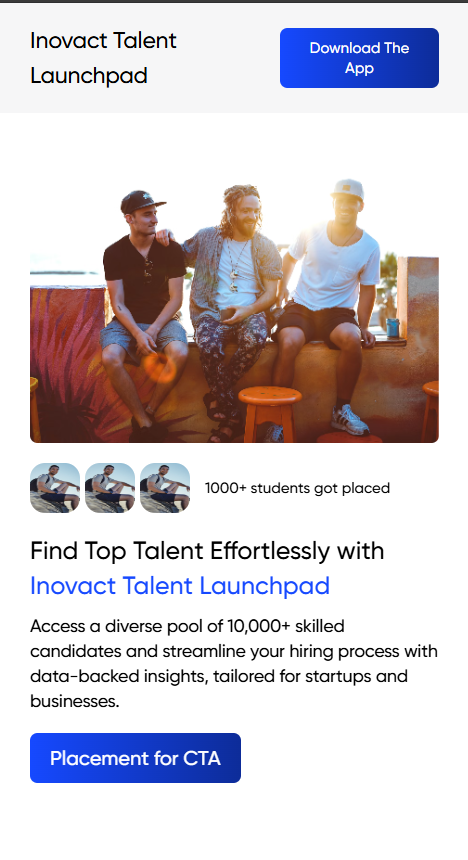 Inovact Talent
Launchpad
Download The
App
1000+ students got placed
Find Top Talent Effortlessly with
Inovact Talent Launchpad
Access a diverse pool of 10,000+ skilled
candidates and streamline your hiring process with
data-backed insights, tailored for startups and
businesses.
Placement for CTA